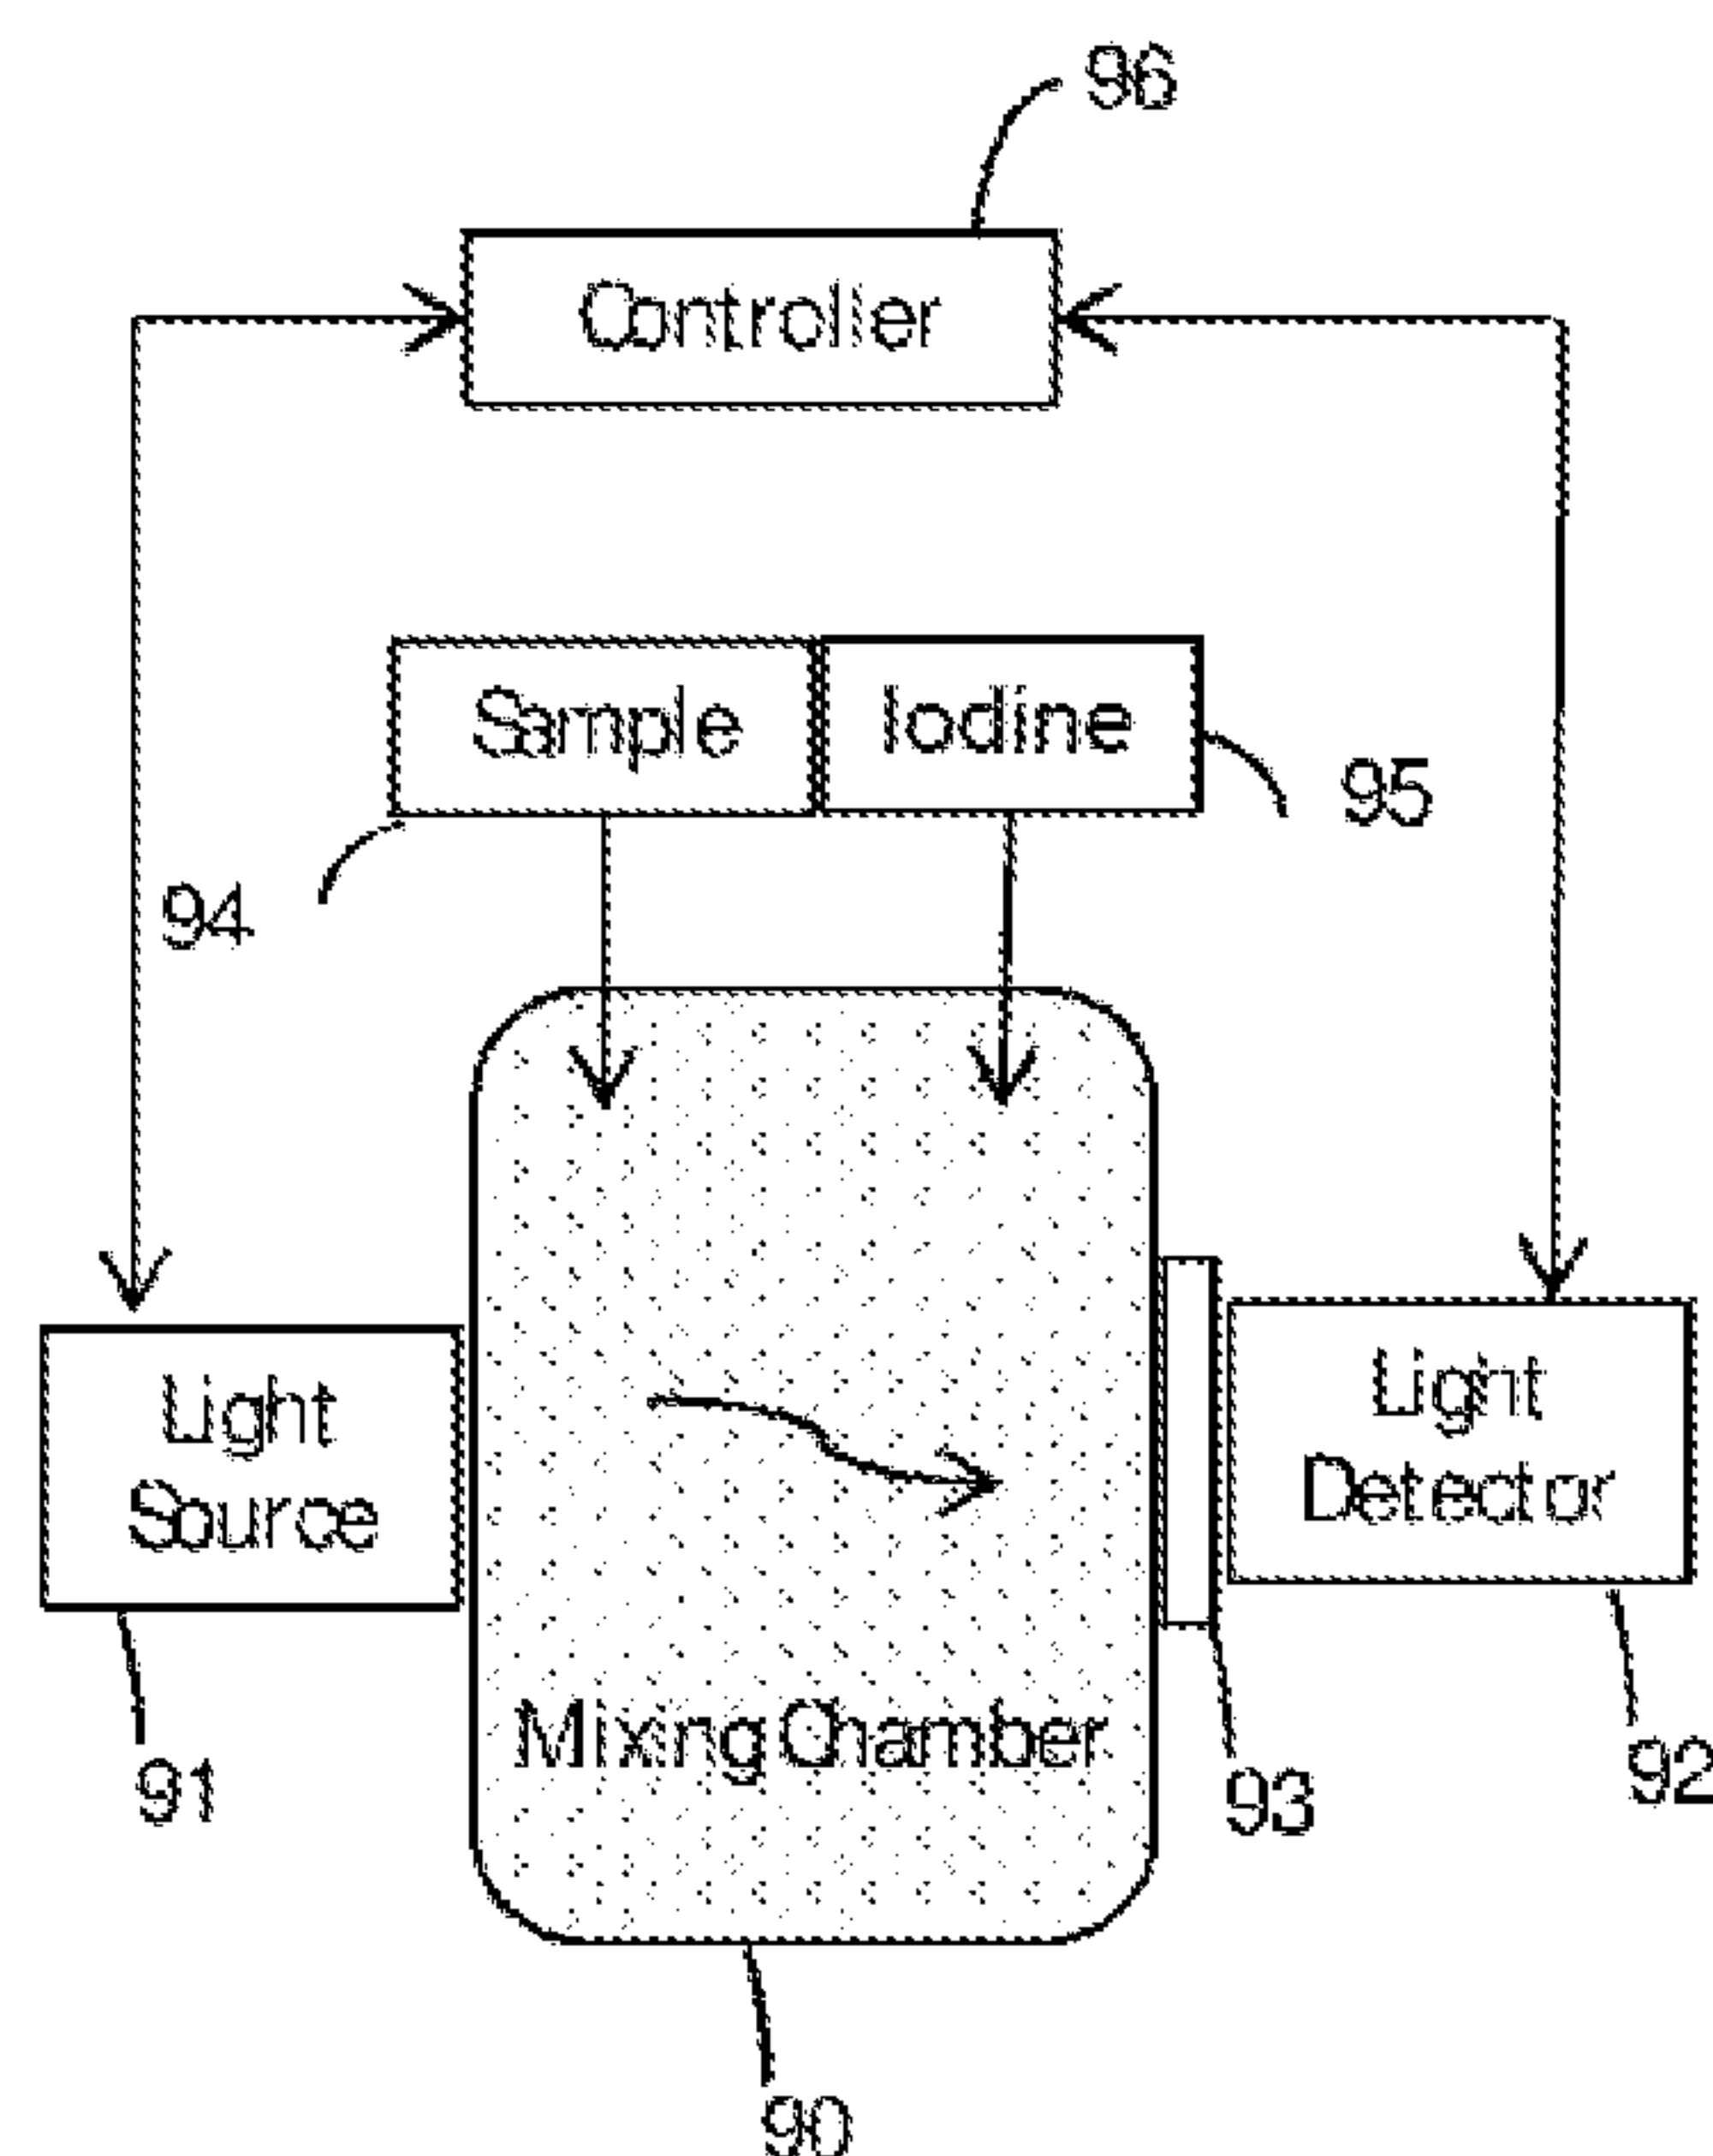 96
Controller
Sample
Iodine
95
94
Light
Source
Light
Detector
Mixing Chamber
91
93
92
90